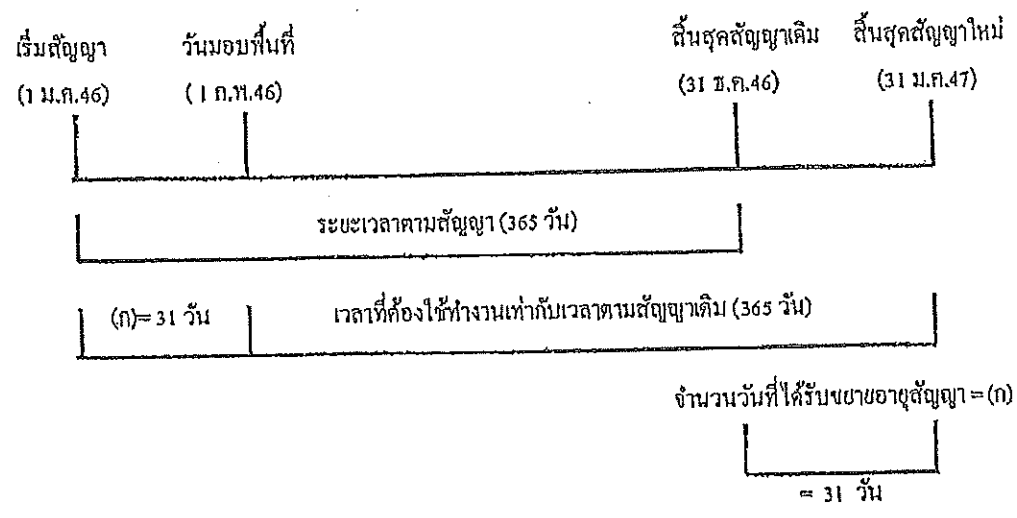 เริ่มสัญญา วันมอบพื้นที่ สิ้นสุดสัญญาเดิม สิ้นสุดสัญญาใหม่
(1 ม.ค.46) (1 ก.พ.46) (31 ธ.ค.46) (31 ม.ค.47)
ระยะเวลาตามสัญญา (365 วัน)
(ก)= 31 วัน เวลาที่ต้องใช้ทำงานเท่ากับเวลาตามสัญญาเดิม (365 วัน)
จำนวนวันที่ได้รับขยายอายุสัญญา = (ก)
= 31 วัน